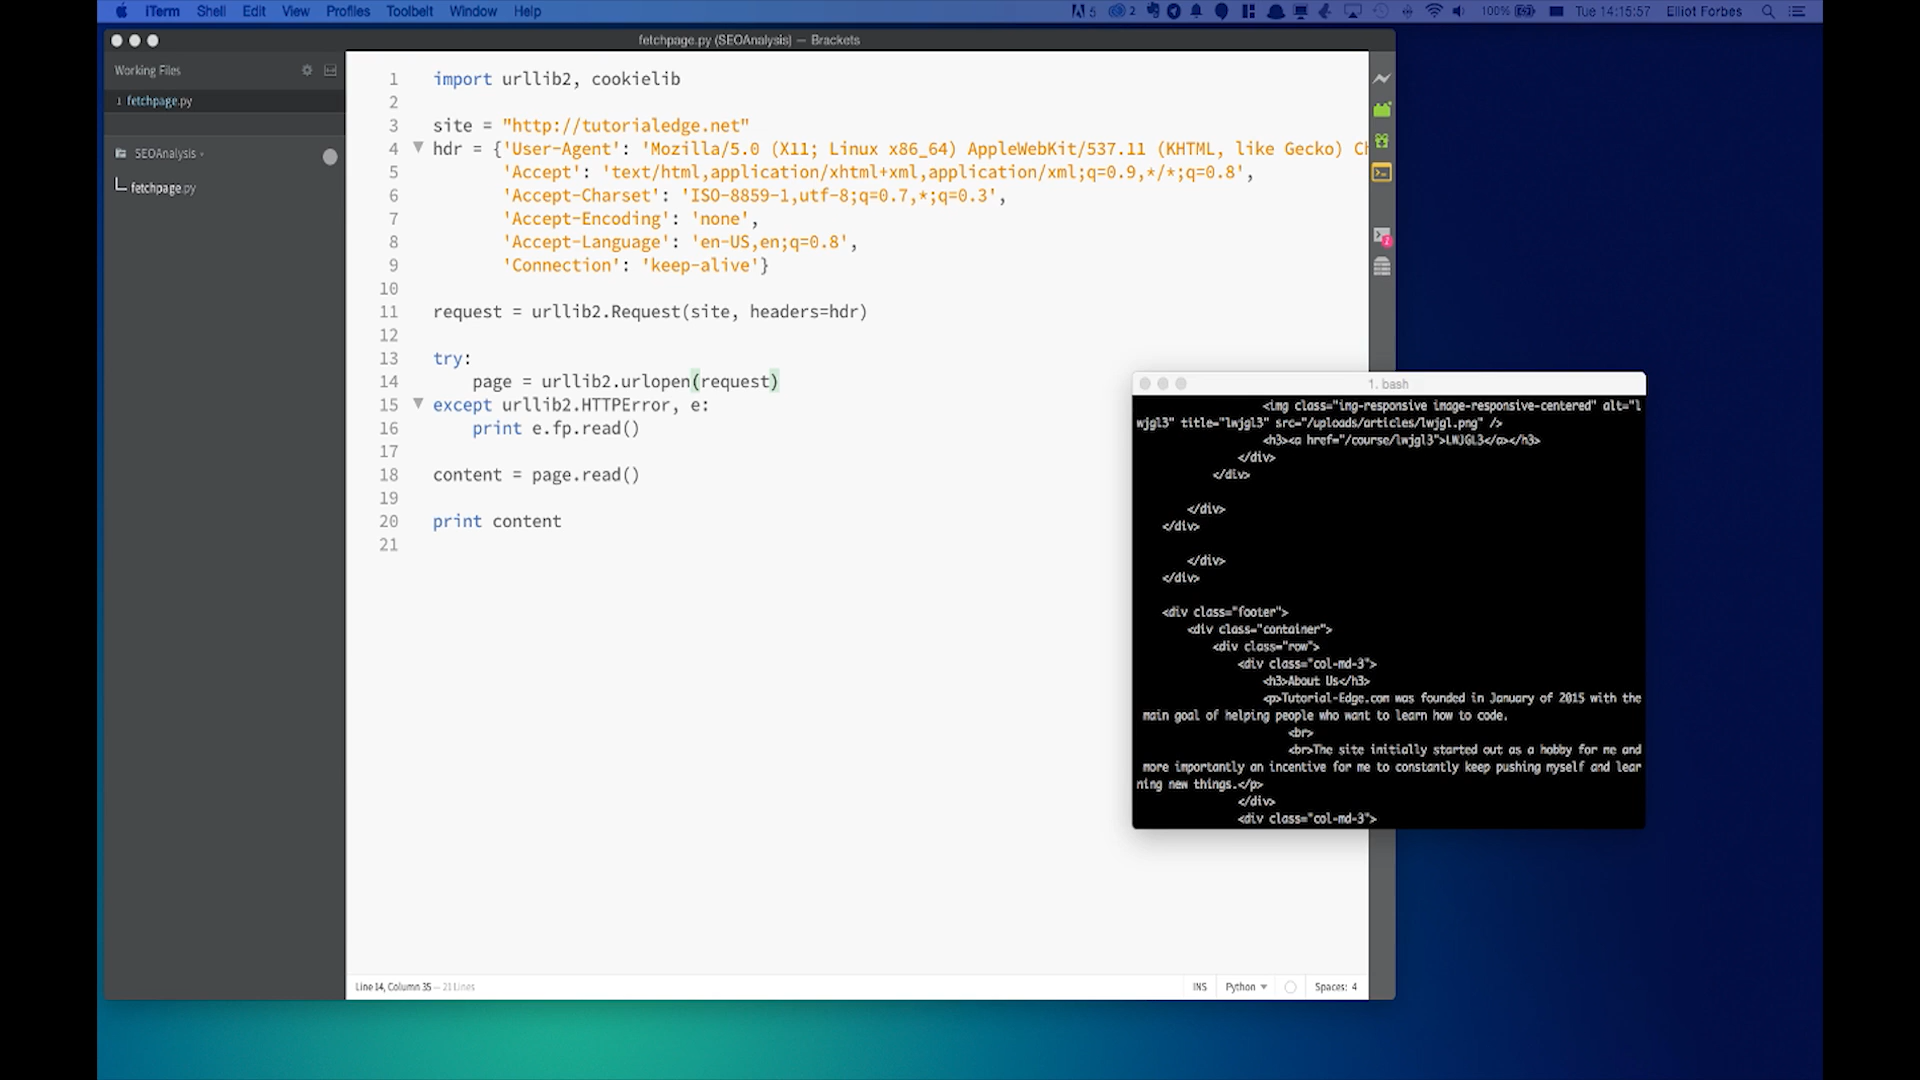 iTerm Shell Edit View Profiles Toolbelt Window Help
5 2 100% Tue 14:15:57 Elliot Forbes
fetchpage.py (SEOAnalysis) — Brackets
Working Files
1 fetchpage.py
SEOAnalysis
fetchpage.py
1 import urllib2, cookielib
2
3 site = "http://tutorialedge.net"
4 hdr = {'User-Agent': 'Mozilla/5.0 (X11; Linux x86_64) AppleWebKit/537.11 (KHTML, like Gecko) Ch
5 'Accept': 'text/html,application/xhtml+xml,application/xml;q=0.9,*/*;q=0.8',
6 'Accept-Charset': 'ISO-8859-1,utf-8;q=0.7,*;q=0.3',
7 'Accept-Encoding': 'none',
8 'Accept-Language': 'en-US,en;q=0.8',
9 'Connection': 'keep-alive'}
10
11 request = urllib2.Request(site, headers=hdr)
12
13 try:
14 page = urllib2.urlopen(request)
15 except urllib2.HTTPError, e:
16 print e.fp.read()
17
18 content = page.read()
19
20 print content
21
Line 14, Column 35 — 21 Lines
INS Python Spaces: 4
1. bash
<img class="img-responsive image-responsive-centered" alt="l
wjgl3" title="lwjgl3" src="/uploads/articles/lwjgl.png" />
<h3><a href="/course/lwjgl3">LWJGL3</a></h3>
</div>
</div>
</div>
</div>
</div>
</div>
<div class="footer">
<div class="container">
<div class="row">
<div class="col-md-3">
<h3>About Us</h3>
<p>Tutorial-Edge.com was founded in January of 2015 with the
main goal of helping people who want to learn how to code.
<br>
<br>The site initially started out as a hobby for me and
more importantly an incentive for me to constantly keep pushing myself and lear
ning new things.</p>
</div>
<div class="col-md-3">